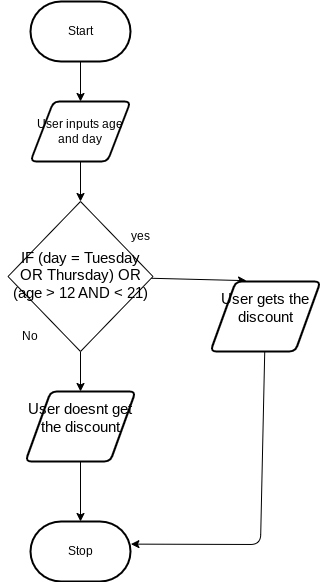 Start
User inputs age
and day
yes
IF (day = Tuesday
OR Thursday) OR
(age > 12 AND < 21)
User gets the
discount
No
User doesnt get
the discount
Stop